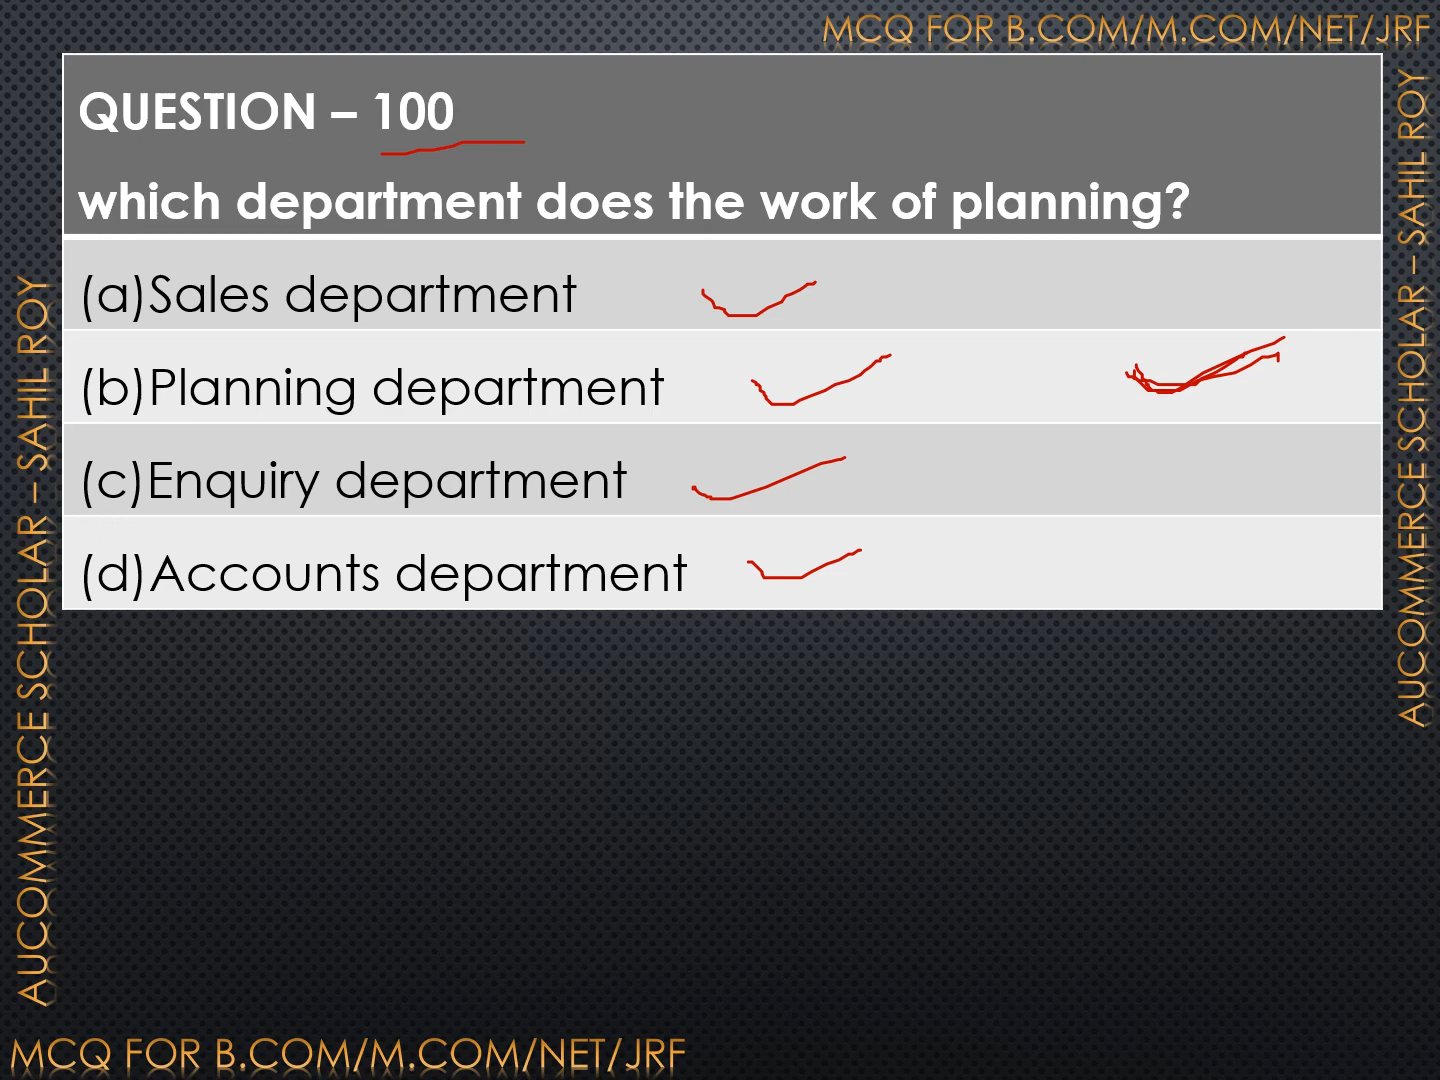 MCQ FOR B.COM/M.COM/NET/JRF
QUESTION – 100
which department does the work of planning?
(a)Sales department
(b)Planning department
(c)Enquiry department
(d)Accounts department
AUCOMMERCE SCHOLAR – SAHIL ROY
AUCOMMERCE SCHOLAR – SAHIL ROY
MCQ FOR B.COM/M.COM/NET/JRF